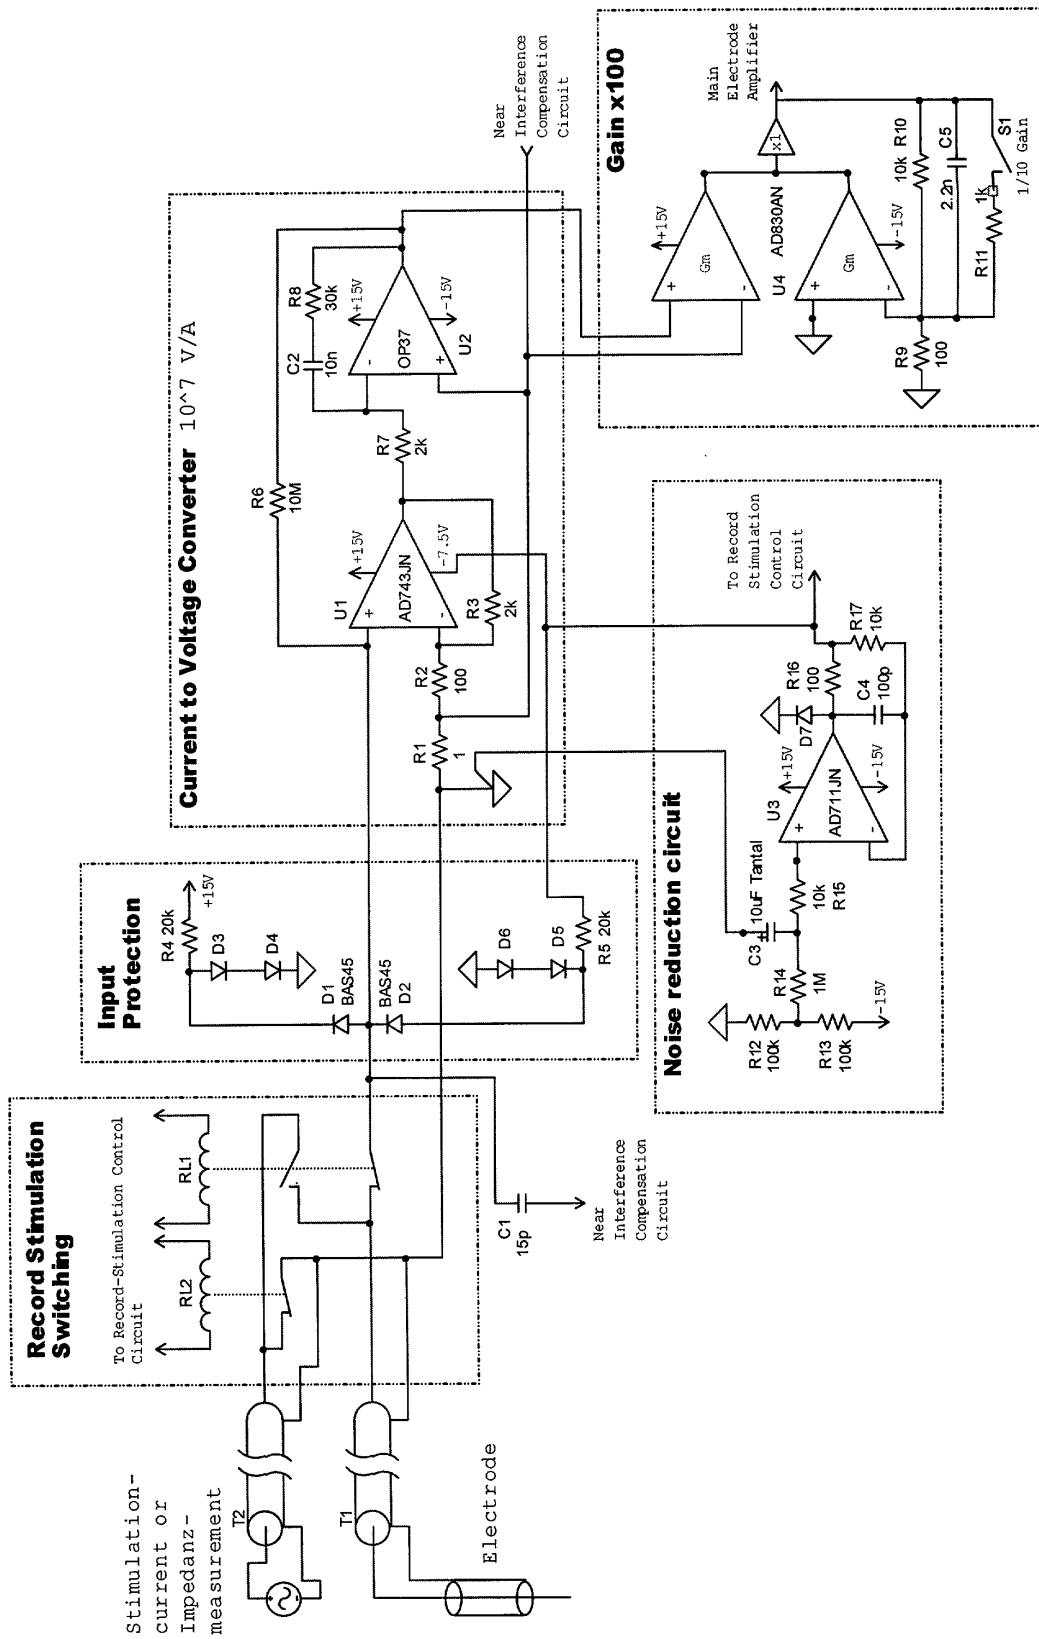 Record Stimulation
Switching
To Record-Stimulation Control
Circuit
RL2
RL1
Stimulation-
current or
Impedanz-
measurement
T2
T1
Electrode
C1
15p
Near
Interference
Compensation
Circuit
Input
Protection
R4 20k
+15V
D3
D4
D1
BAS45
BAS45
D2
D6
D5
R5 20k
Current to Voltage Converter 10^7 V/A
R6
10M
R8
30k
C2
10n
R7
2k
U1
+15V
AD743JN
-7.5V
+
-
R3
2k
R2
100
R1
1
+15V
OP37
-15V
U2
-
+
Near
Interference
Compensation
Circuit
Noise reduction circuit
R12
100k
R13
100k
-15V
R14
1M
C3
+
10uF Tantal
10k
R15
U3
+15V
AD711JN
-15V
+
-
D7
R16
100
C4
100p
R17
10k
To Record
Stimulation
Control
Circuit
Gain x100
+15V
Gm
+
-
U4
AD830AN
Gm
-15V
+
-
x1
Main
Electrode
Amplifier
R9
100
10k R10
2.2n
C5
R11
1k
S1
1/10 Gain